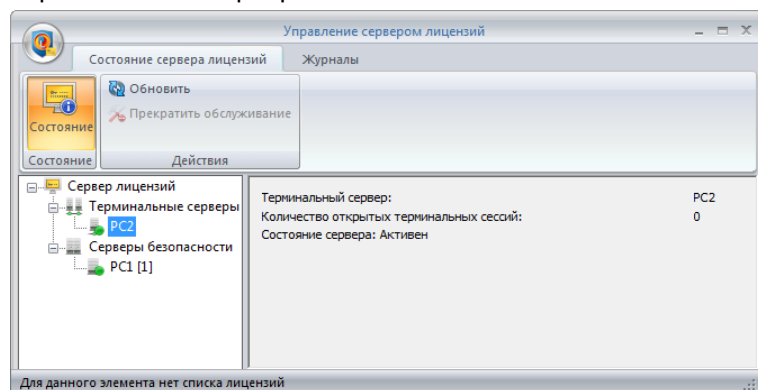 Управление сервером лицензий
Состояние сервера лицензий Журналы
Состояние
Обновить
Прекратить обслуживание
Состояние Действия
Сервер лицензий
Терминальные серверы
PC2
Серверы безопасности
PC1 [1]
Терминальный сервер: PC2
Количество открытых терминальных сессий: 0
Состояние сервера: Активен
Для данного элемента нет списка лицензий